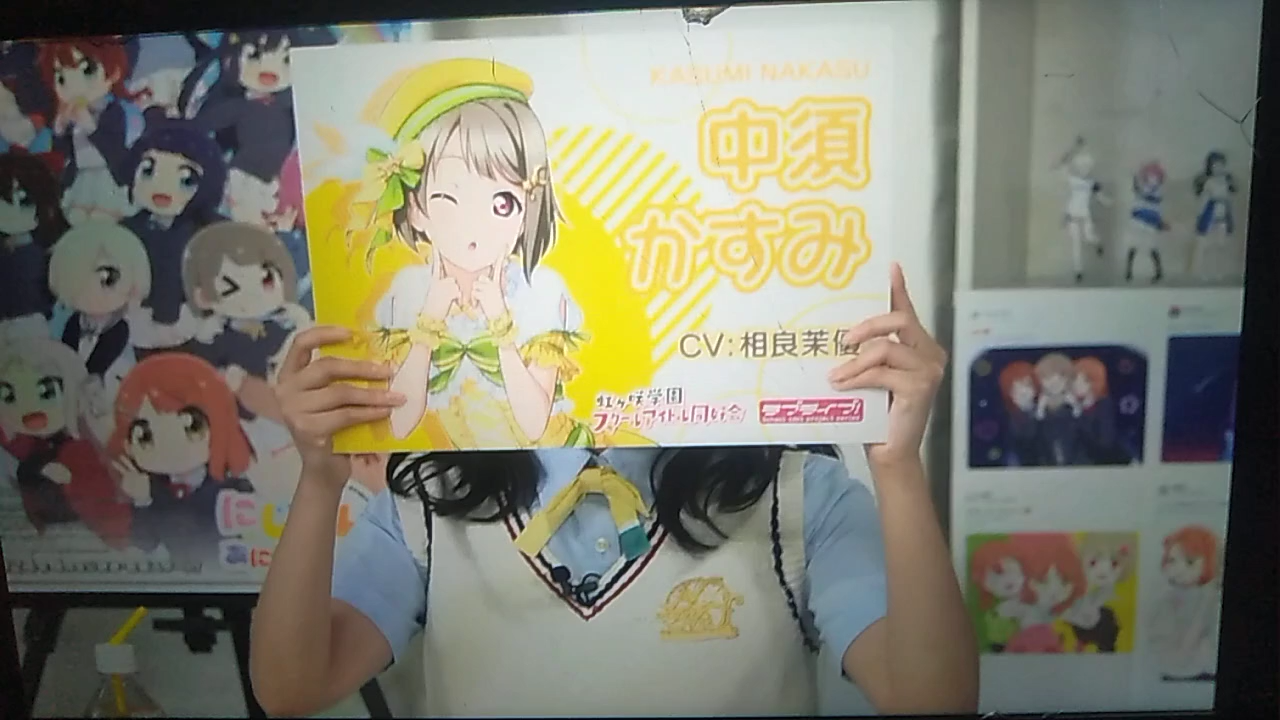 KASUMI NAKASU
中須
かすみ
CV:相良茉優
虹ヶ咲学園
スクールアイドル同好会
ラブライブ!